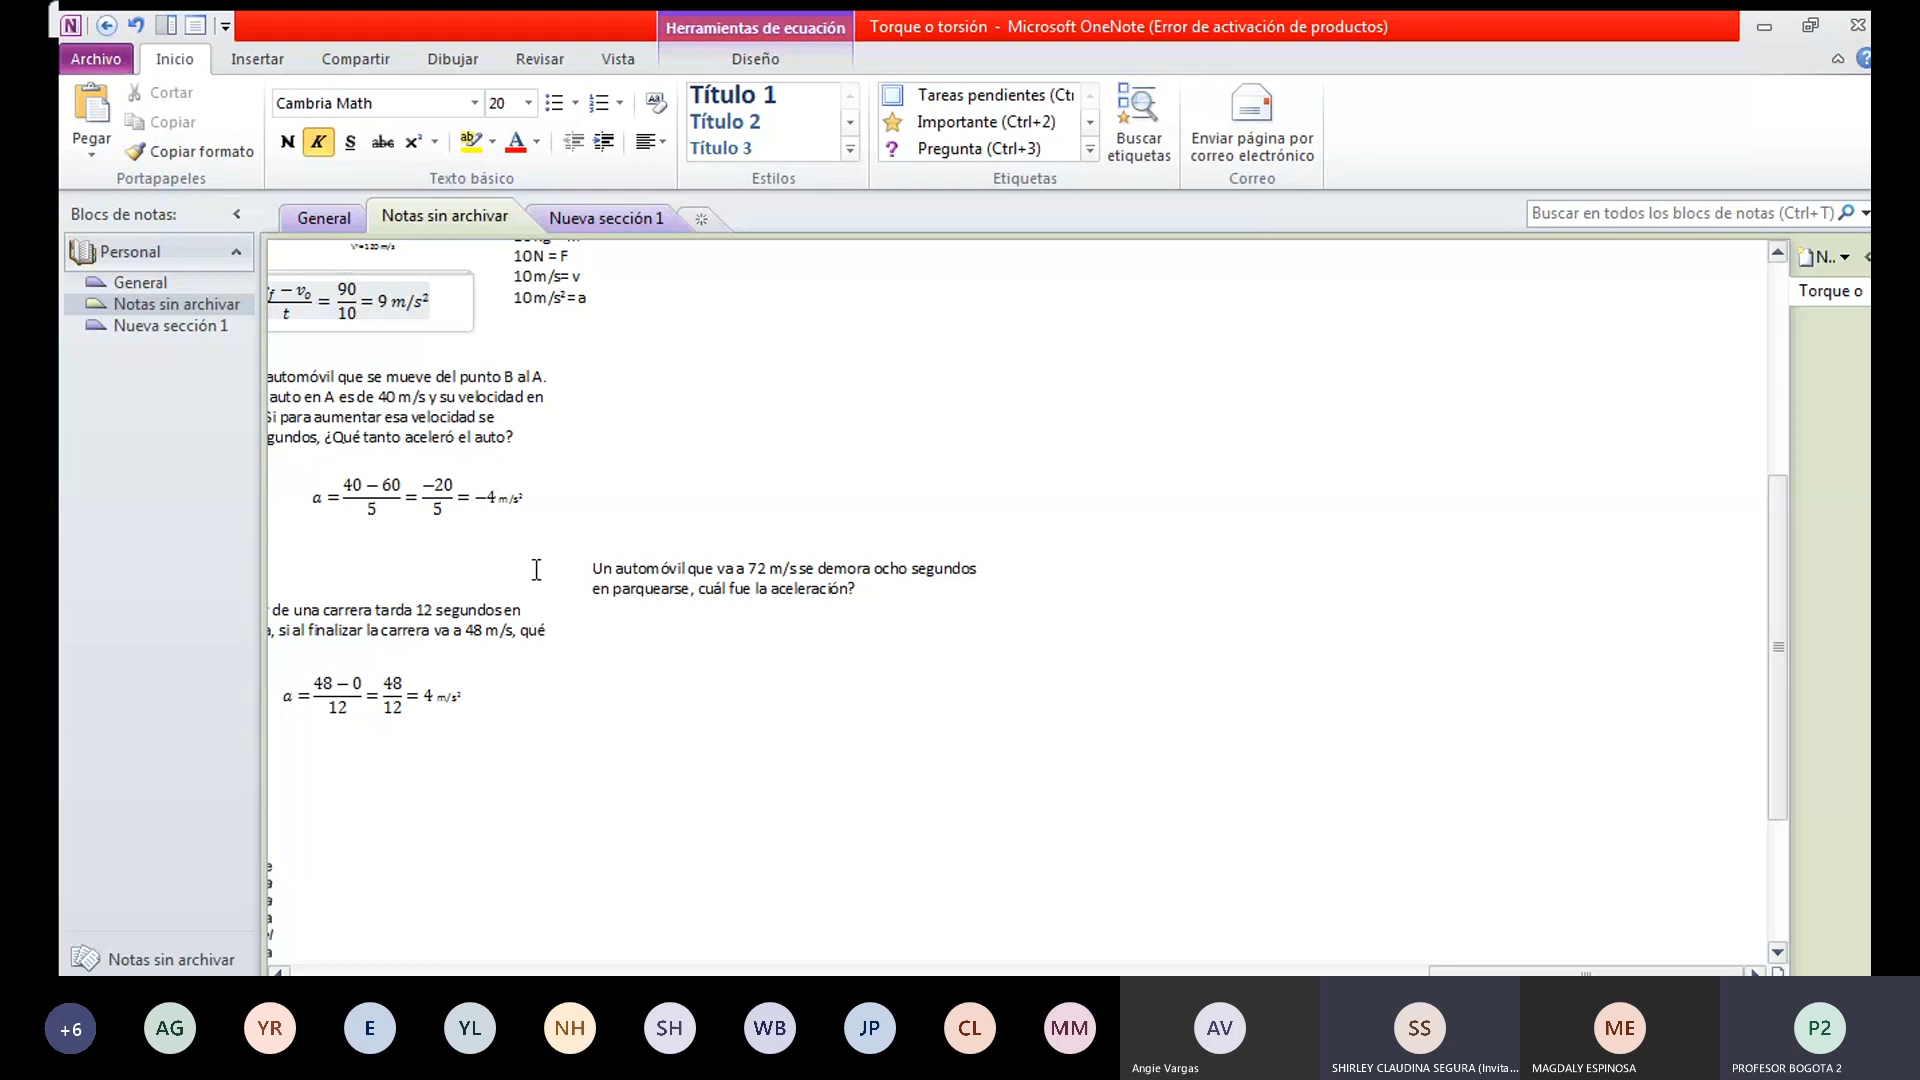 Herramientas de ecuación
Torque o torsión - Microsoft OneNote (Error de activación de productos)
Archivo
Inicio
Insertar
Compartir
Dibujar
Revisar
Vista
Diseño
Pegar
Cortar
Copiar
Copiar formato
Portapapeles
Cambria Math
20
N K S abc x²
Texto básico
Título 1
Título 2
Título 3
Estilos
Tareas pendientes (Ctr
Importante (Ctrl+2)
Pregunta (Ctrl+3)
Etiquetas
Buscar
etiquetas
Enviar página por
correo electrónico
Correo
Blocs de notas:
General
Notas sin archivar
Nueva sección 1
Buscar en todos los blocs de notas (Ctrl+T)
Personal
General
Notas sin archivar
Nueva sección 1
N..
Torque o
10N = F
10m/s= v
10m/s²=a
f − v₀/t = 90/10 = 9 m/s²
automóvil que se mueve del punto B al A.
auto en A es de 40 m/s y su velocidad en
Si para aumentar esa velocidad se
gundos, ¿Qué tanto aceleró el auto?
a = 40 − 60/5 = −20/5 = −4 m/s²
Un automóvil que va a 72 m/s se demora ocho segundos
en parquearse, cuál fue la aceleración?
de una carrera tarda 12 segundos en
a, si al finalizar la carrera va a 48 m/s, qué
a = 48 − 0/12 = 48/12 = 4 m/s²
e
a
a
a
l
a
Notas sin archivar
+6
AG
YR
E
YL
NH
SH
WB
JP
CL
MM
AV
Angie Vargas
SS
SHIRLEY CLAUDINA SEGURA (Invita...
ME
MAGDALY ESPINOSA
P2
PROFESOR BOGOTA 2